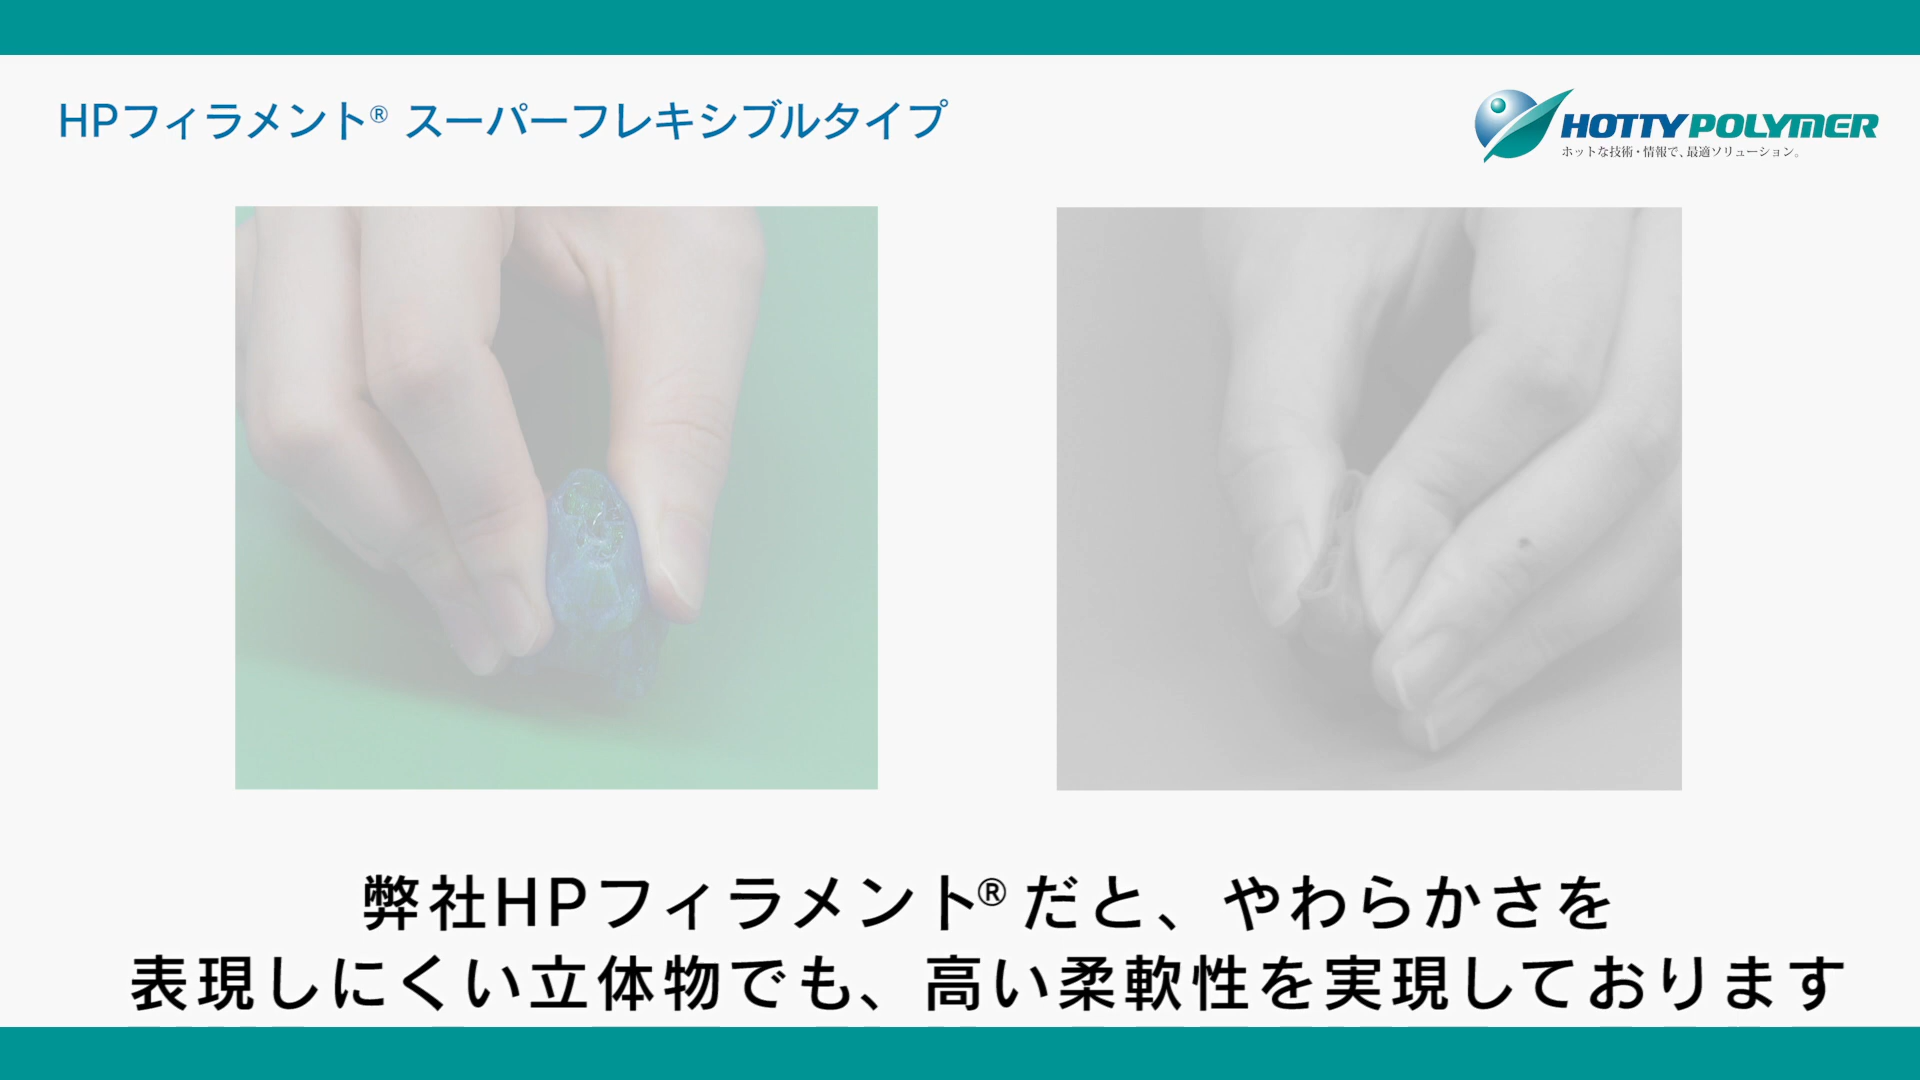 HPフィラメント® スーパーフレキシブルタイプ
HOTTYPOLYMER
ホットな技術・情報で、最適ソリューション。
弊社HPフィラメント®だと、やわらかさを
表現しにくい立体物でも、高い柔軟性を実現しております